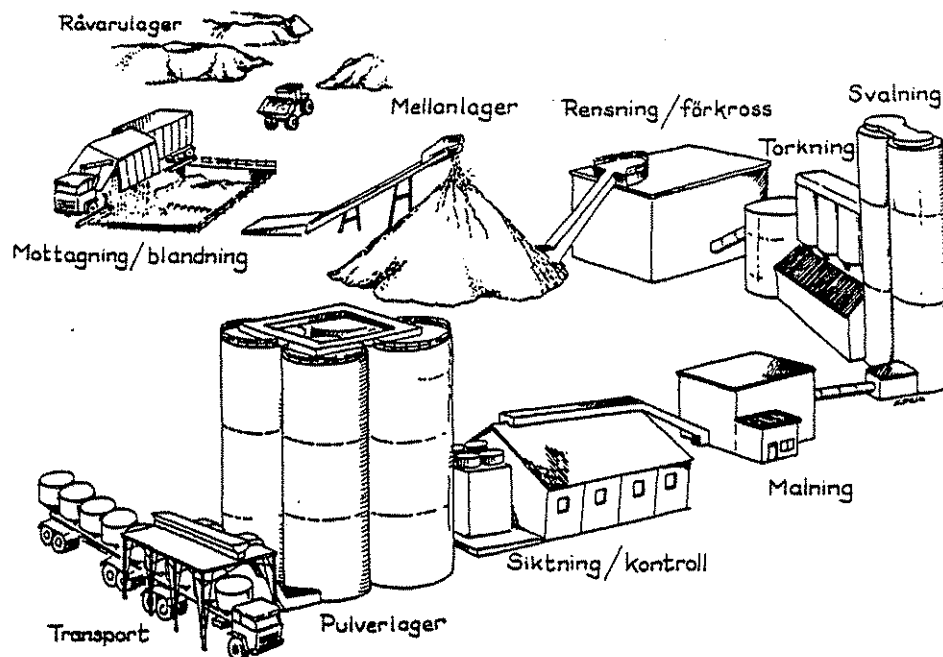 Råvarulager
Mellanlager
Rensning/förkross
Svalning
Torkning
Mottagning/blandning
Malning
Siktning/kontroll
Pulverlager
Transport